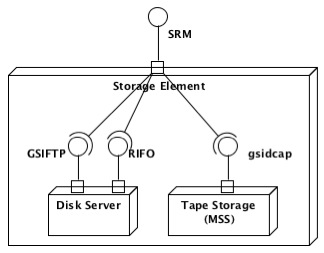 SRM
Storage Element
GSIFTP
RIFO
gsidcap
Disk Server
Tape Storage
(MSS)